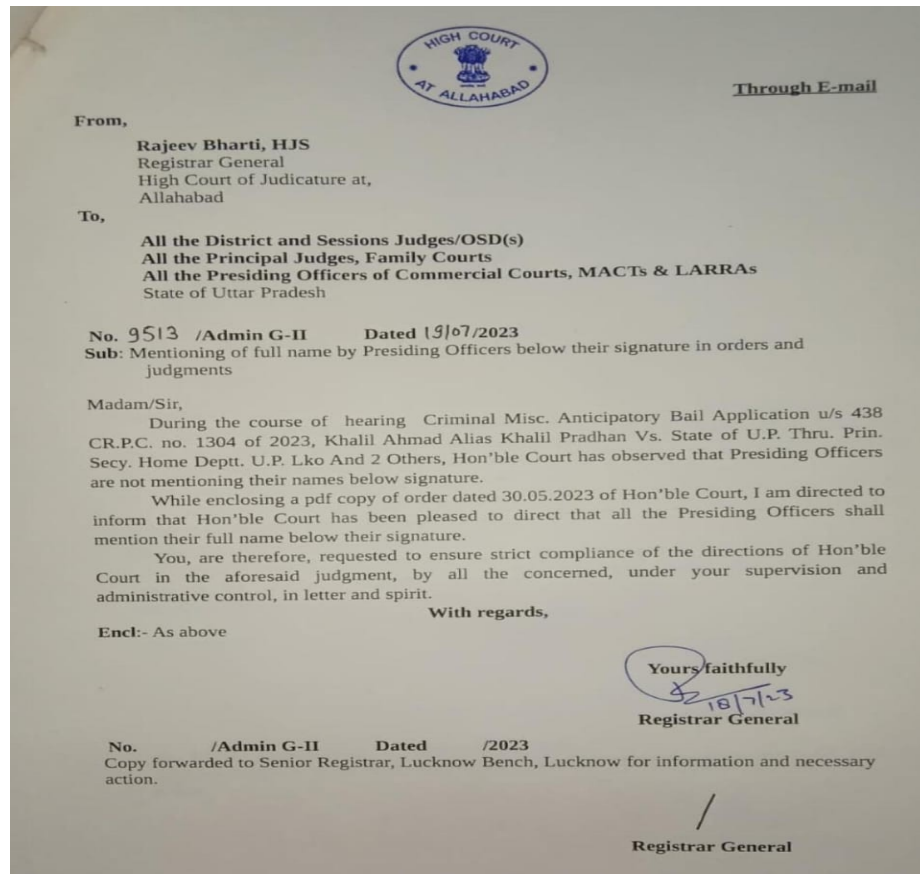 HIGH COURT
AT ALLAHABAD
Through E-mail
From,
Rajeev Bharti, HJS
Registrar General
High Court of Judicature at,
Allahabad
To,
All the District and Sessions Judges/OSD(s)
All the Principal Judges, Family Courts
All the Presiding Officers of Commercial Courts, MACTs & LARRAs
State of Uttar Pradesh
No. 9513 /Admin G-II Dated 19/07/2023
Sub: Mentioning of full name by Presiding Officers below their signature in orders and
judgments
Madam/Sir,
During the course of hearing Criminal Misc. Anticipatory Bail Application u/s 438
CR.P.C. no. 1304 of 2023, Khalil Ahmad Alias Khalil Pradhan Vs. State of U.P. Thru. Prin.
Secy. Home Deptt. U.P. Lko And 2 Others, Hon'ble Court has observed that Presiding Officers
are not mentioning their names below signature.
While enclosing a pdf copy of order dated 30.05.2023 of Hon'ble Court, I am directed to
inform that Hon'ble Court has been pleased to direct that all the Presiding Officers shall
mention their full name below their signature.
You, are therefore, requested to ensure strict compliance of the directions of Hon'ble
Court in the aforesaid judgment, by all the concerned, under your supervision and
administrative control, in letter and spirit.
With regards,
Encl:- As above
Yours faithfully
18/7/23
Registrar General
No. /Admin G-II Dated /2023
Copy forwarded to Senior Registrar, Lucknow Bench, Lucknow for information and necessary
action.
Registrar General